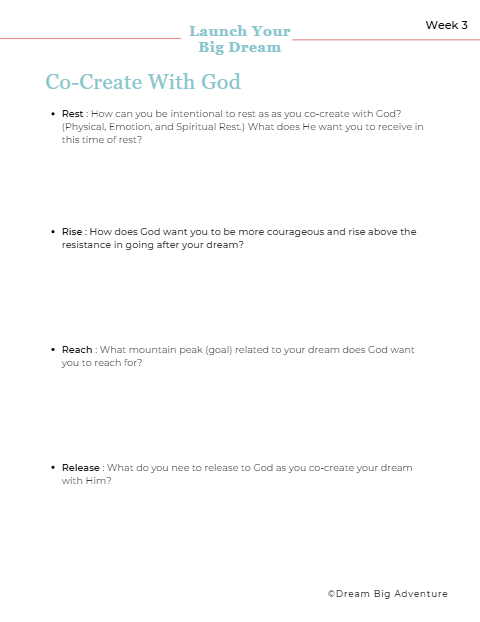 Week 3
Launch Your
Big Dream
Co-Create With God
• Rest : How can you be intentional to rest as as you co-create with God?
(Physical, Emotion, and Spiritual Rest.) What does He want you to receive in
this time of rest?
• Rise : How does God want you to be more courageous and rise above the
resistance in going after your dream?
• Reach : What mountain peak (goal) related to your dream does God want
you to reach for?
• Release : What do you nee to release to God as you co-create your dream
with Him?
©Dream Big Adventure